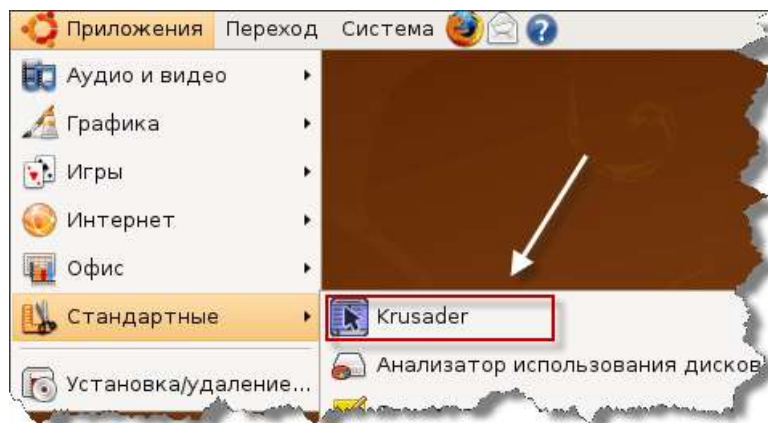 Приложения Переход Система
Аудио и видео
Графика
Игры
Интернет
Офис
Стандартные
Krusader
Анализатор использования дисков
Установка/удаление...